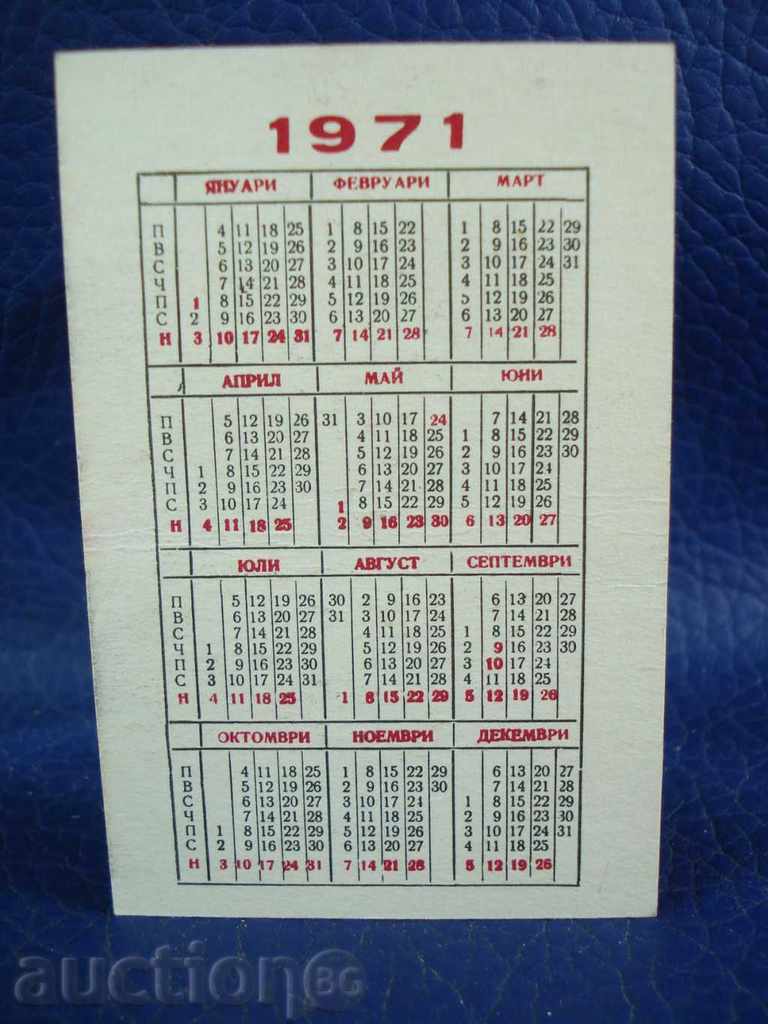 1971
ЯНУАРИ ФЕВРУАРИ МАРТ
П 4 11 18 25 1 8 15 22 1 8 15 22 29
В 5 12 19 26 2 9 16 23 2 9 16 23 30
С 6 13 20 27 3 10 17 24 3 10 17 24 31
Ч 7 14 21 28 4 11 18 25 4 11 18 25
П 1 8 15 22 29 5 12 19 26 5 12 19 26
С 2 9 16 23 30 6 13 20 27 6 13 20 27
Н 3 10 17 24 31 7 14 21 28 7 14 21 28
АПРИЛ МАЙ ЮНИ
П 5 12 19 26 31 3 10 17 24 7 14 21 28
В 6 13 20 27 4 11 18 25 1 8 15 22 29
С 7 14 21 28 5 12 19 26 2 9 16 23 30
Ч 1 8 15 22 29 6 13 20 27 3 10 17 24
П 2 9 16 23 30 7 14 21 28 4 11 18 25
С 3 10 17 24 1 8 15 22 29 5 12 19 26
Н 4 11 18 25 2 9 16 23 30 6 13 20 27
ЮЛИ АВГУСТ СЕПТЕМВРИ
П 5 12 19 26 30 2 9 16 23 6 13 20 27
В 6 13 20 27 31 3 10 17 24 7 14 21 28
С 7 14 21 28 4 11 18 25 1 8 15 22 29
Ч 1 8 15 22 29 5 12 19 26 2 9 16 23 30
П 2 9 16 23 30 6 13 20 27 3 10 17 24
С 3 10 17 24 31 7 14 21 28 4 11 18 25
Н 4 11 18 25 1 8 15 22 29 5 12 19 26
ОКТОМВРИ НОЕМВРИ ДЕКЕМВРИ
П 4 11 18 25 1 8 15 22 29 6 13 20 27
В 5 12 19 26 2 9 16 23 30 7 14 21 28
С 6 13 20 27 3 10 17 24 1 8 15 22 29
Ч 7 14 21 28 4 11 18 25 2 9 16 23 30
П 1 8 15 22 29 5 12 19 26 3 10 17 24 31
С 2 9 16 23 30 6 13 20 27 4 11 18 25
Н 3 10 17 24 31 7 14 21 28 5 12 19 26
auctionBG